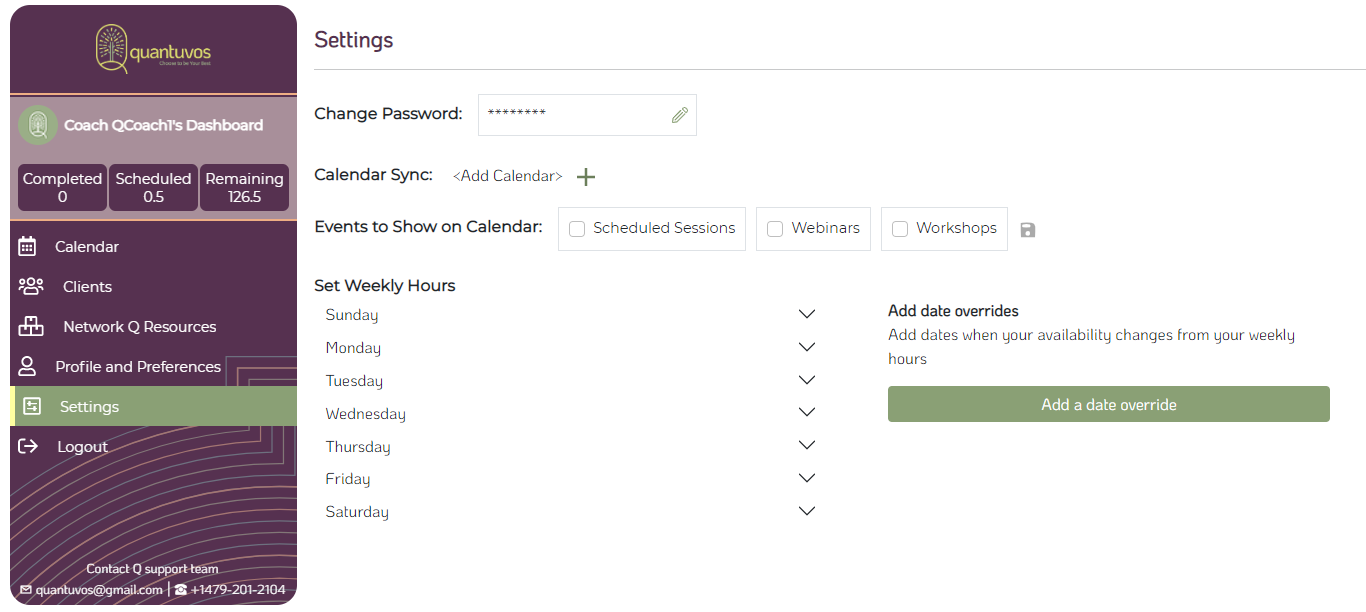 quantuvos
Choose to be Your Best
Coach QCoach1's Dashboard
Completed
0
Scheduled
0.5
Remaining
126.5
Calendar
Clients
Network Q Resources
Profile and Preferences
Settings
Logout
Contact Q support team
quantuvos@gmail.com | +1479-201-2104
Settings
Change Password: ********
Calendar Sync: <Add Calendar>
Events to Show on Calendar: Scheduled Sessions Webinars Workshops
Set Weekly Hours
Sunday
Monday
Tuesday
Wednesday
Thursday
Friday
Saturday
Add date overrides
Add dates when your availability changes from your weekly
hours
Add a date override